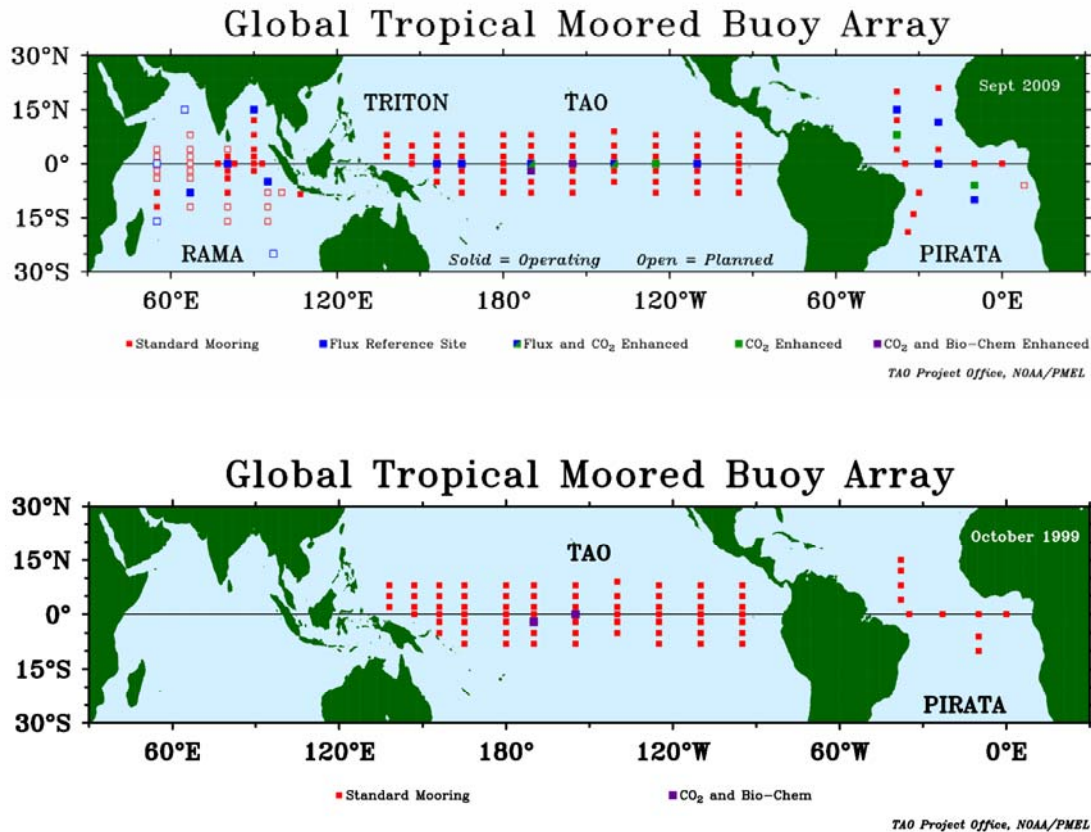 Global Tropical Moored Buoy Array
30°N
15°N
0°
15°S
30°S
Sept 2009
TRITON TAO
RAMA
Solid = Operating Open = Planned
PIRATA
60°E 120°E 180° 120°W 60°W 0°E
Standard Mooring Flux Reference Site Flux and CO₂ Enhanced CO₂ Enhanced CO₂ and Bio-Chem Enhanced
TAO Project Office, NOAA/PMEL
Global Tropical Moored Buoy Array
30°N
15°N
0°
15°S
30°S
October 1999
TAO
PIRATA
60°E 120°E 180° 120°W 60°W 0°E
Standard Mooring CO₂ and Bio-Chem
TAO Project Office, NOAA/PMEL